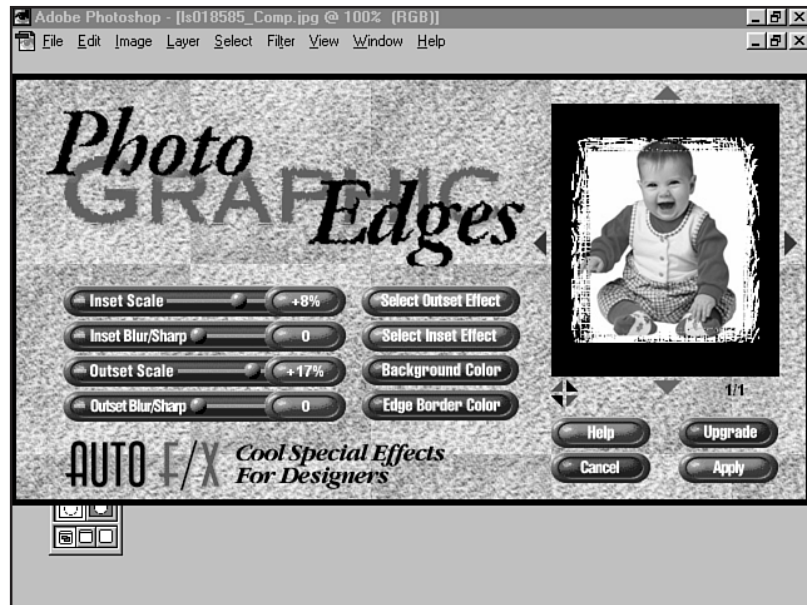 Adobe Photoshop - [ls018585_Comp.jpg @ 100% (RGB)]
File Edit Image Layer Select Filter View Window Help
Photo
GRAPHIC
Edges
Inset Scale +8%
Inset Blur/Sharp 0
Outset Scale +17%
Outset Blur/Sharp 0
Select Outset Effect
Select Inset Effect
Background Color
Edge Border Color
1/1
Help Upgrade
Cancel Apply
AUTO F/X
Cool Special Effects
For Designers